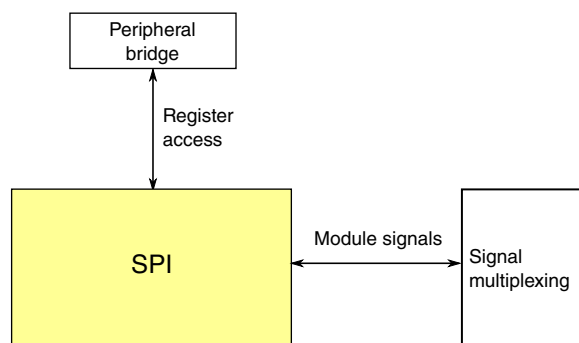 Peripheral
bridge
Register
access
SPI
Module signals
Signal
multiplexing